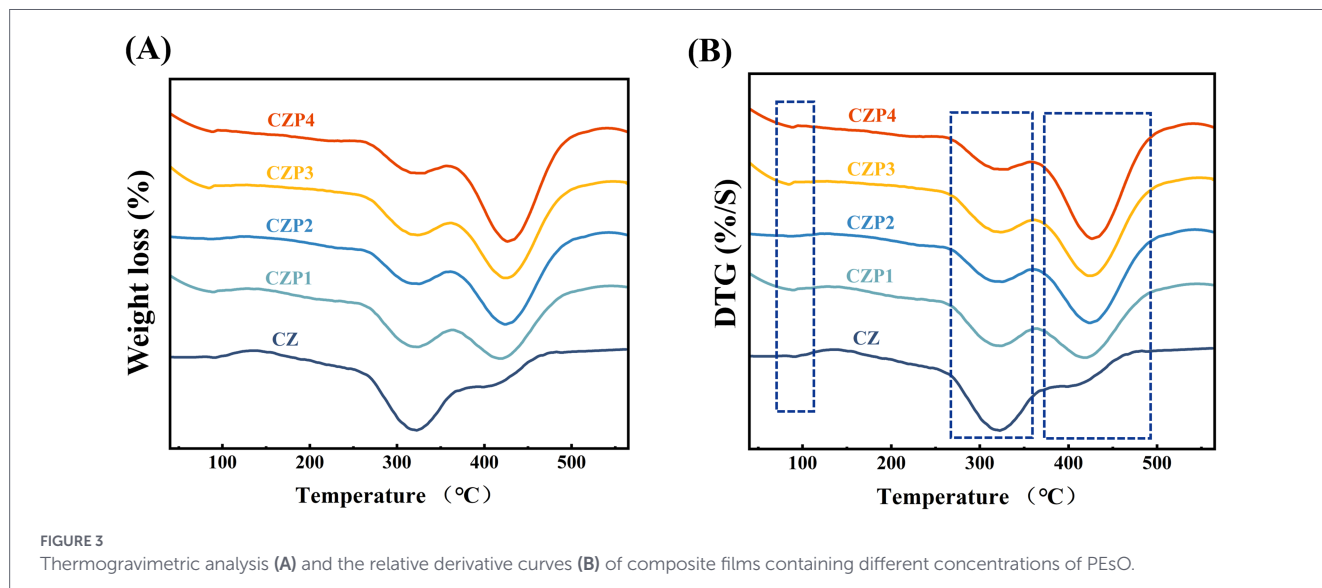 (A)
Weight loss (%)
CZP4
CZP3
CZP2
CZP1
CZ
100 200 300 400 500
Temperature （°C）
(B)
DTG (%/S)
CZP4
CZP3
CZP2
CZP1
CZ
100 200 300 400 500
Temperature （°C）
FIGURE 3
Thermogravimetric analysis (A) and the relative derivative curves (B) of composite films containing different concentrations of PEsO.